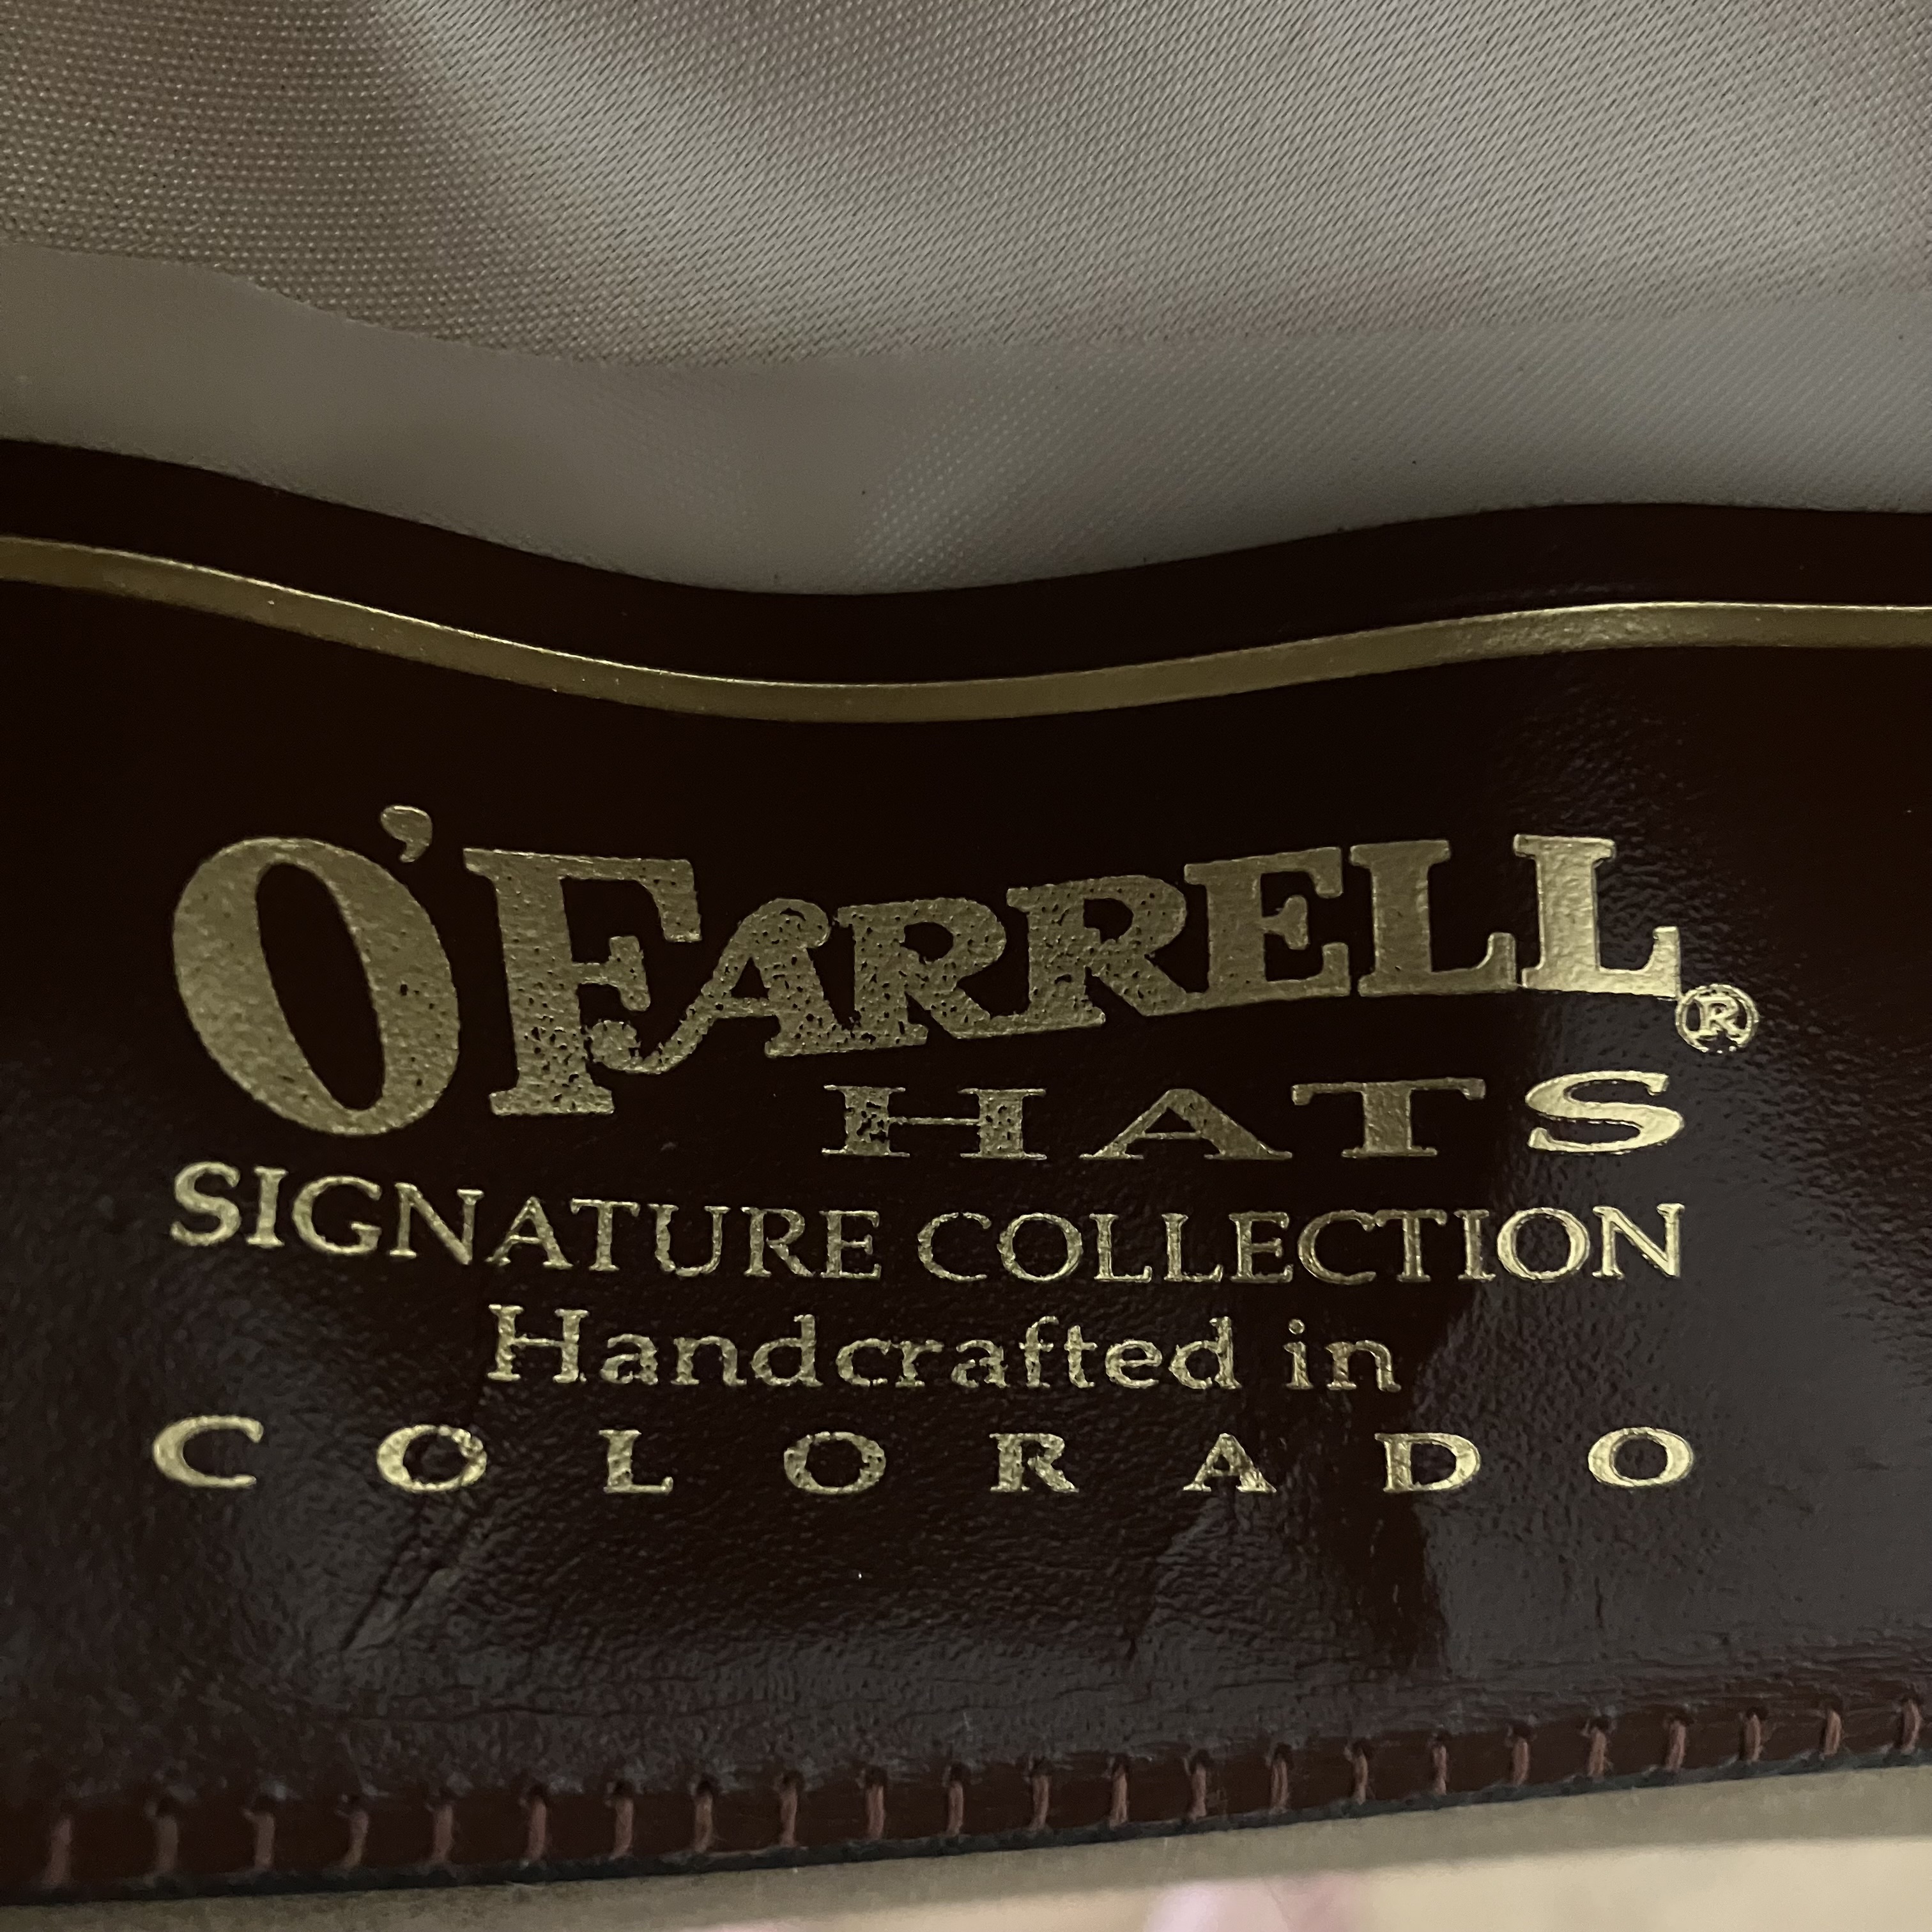 O'FARRELL®
HATS
SIGNATURE COLLECTION
Handcrafted in
COLORADO